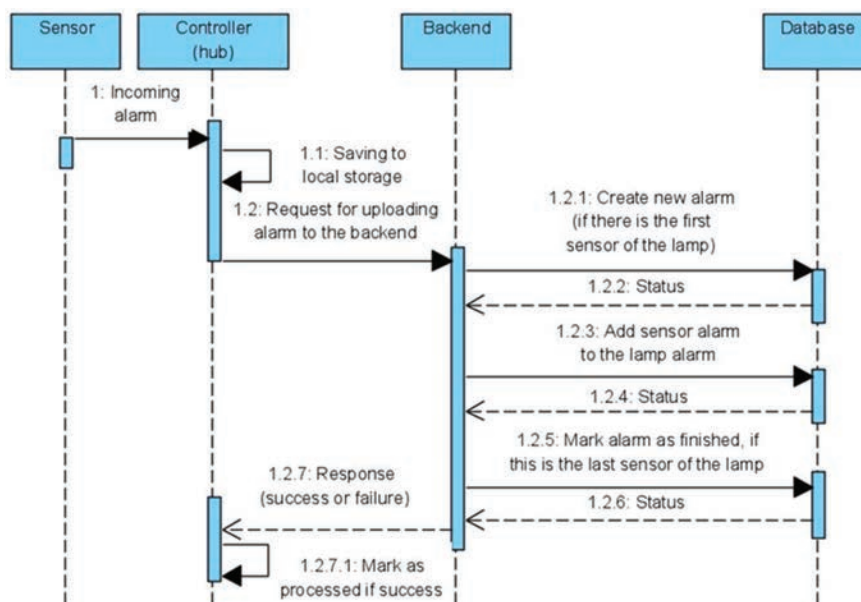 Sensor
Controller
(hub)
Backend
Database
1: Incoming
alarm
1.1: Saving to
local storage
1.2: Request for uploading
alarm to the backend
1.2.1: Create new alarm
(if there is the first
sensor of the lamp)
1.2.2: Status
1.2.3: Add sensor alarm
to the lamp alarm
1.2.4: Status
1.2.5: Mark alarm as finished, if
this is the last sensor of the lamp
1.2.6: Status
1.2.7: Response
(success or failure)
1.2.7.1: Mark as
processed if success